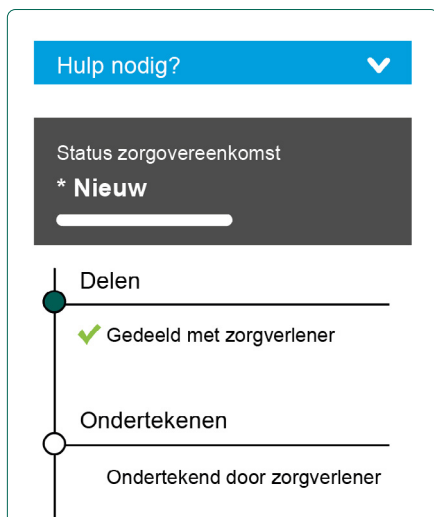 Hulp nodig?
Status zorgovereenkomst
* Nieuw
Delen
Gedeeld met zorgverlener
Ondertekenen
Ondertekend door zorgverlener